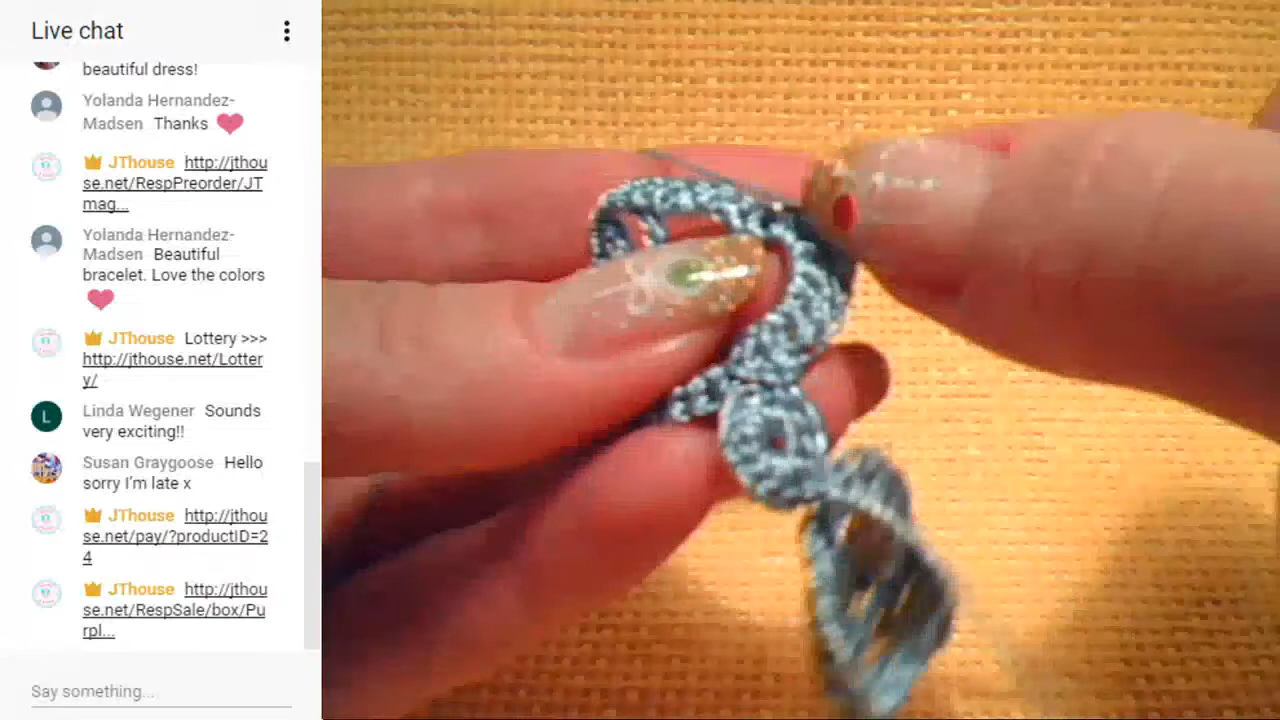 Live chat
beautiful dress!
Yolanda Hernandez-
Madsen Thanks
JThouse http://jthou
se.net/RespPreorder/JT
mag...
Yolanda Hernandez-
Madsen Beautiful
bracelet. Love the colors
JThouse Lottery >>>
http://jthouse.net/Lotter
y/
L
Linda Wegener Sounds
very exciting!!
Susan Graygoose Hello
sorry I'm late x
JThouse http://jthou
se.net/pay/?productID=2
4
JThouse http://jthou
se.net/RespSale/box/Pu
rpl...
Say something...